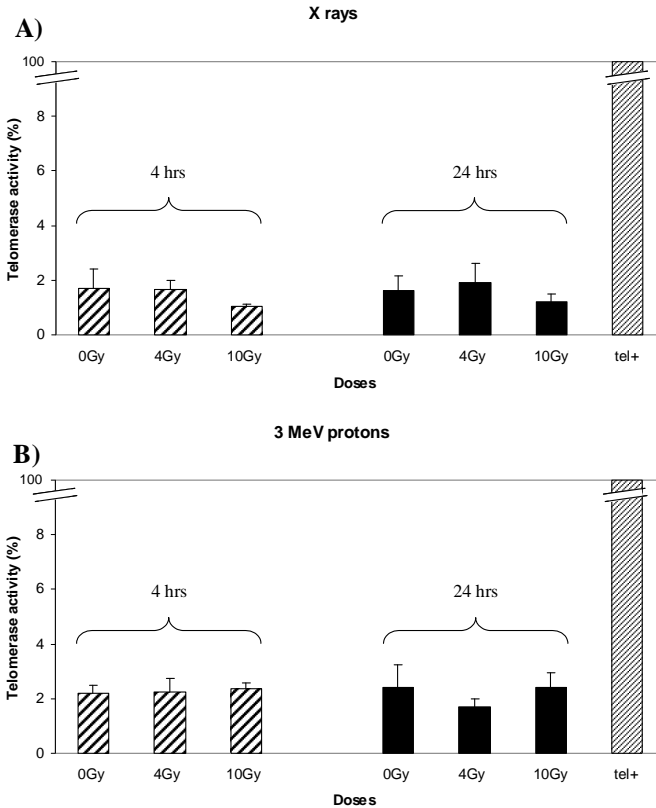 X rays
A)
Telomerase activity (%)
100
8
6
4
2
0
4 hrs
24 hrs
0Gy 4Gy 10Gy 0Gy 4Gy 10Gy tel+
Doses
3 MeV protons
B)
Telomerase activity (%)
100
8
6
4
2
0
4 hrs
24 hrs
0Gy 4Gy 10Gy 0Gy 4Gy 10Gy tel+
Doses